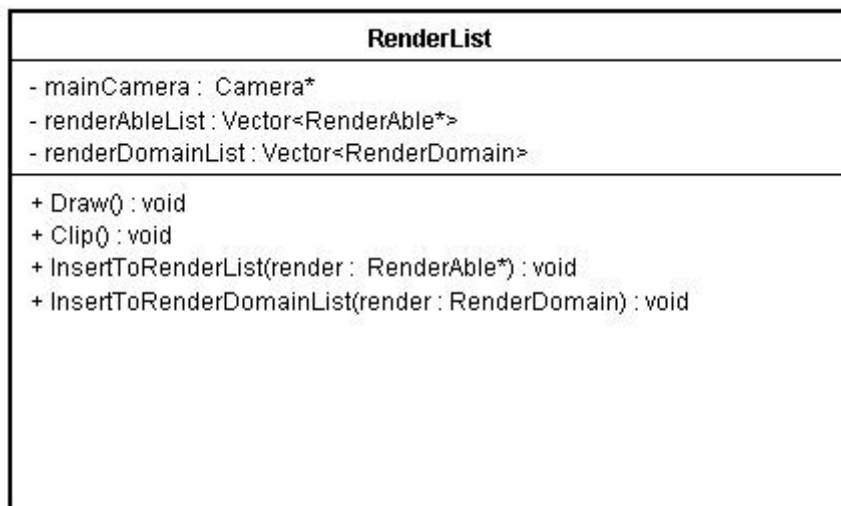 RenderList
- mainCamera : Camera*
- renderAbleList : Vector<RenderAble*>
- renderDomainList : Vector<RenderDomain>
+ Draw() : void
+ Clip() : void
+ InsertToRenderList(render : RenderAble*) : void
+ InsertToRenderDomainList(render : RenderDomain) : void